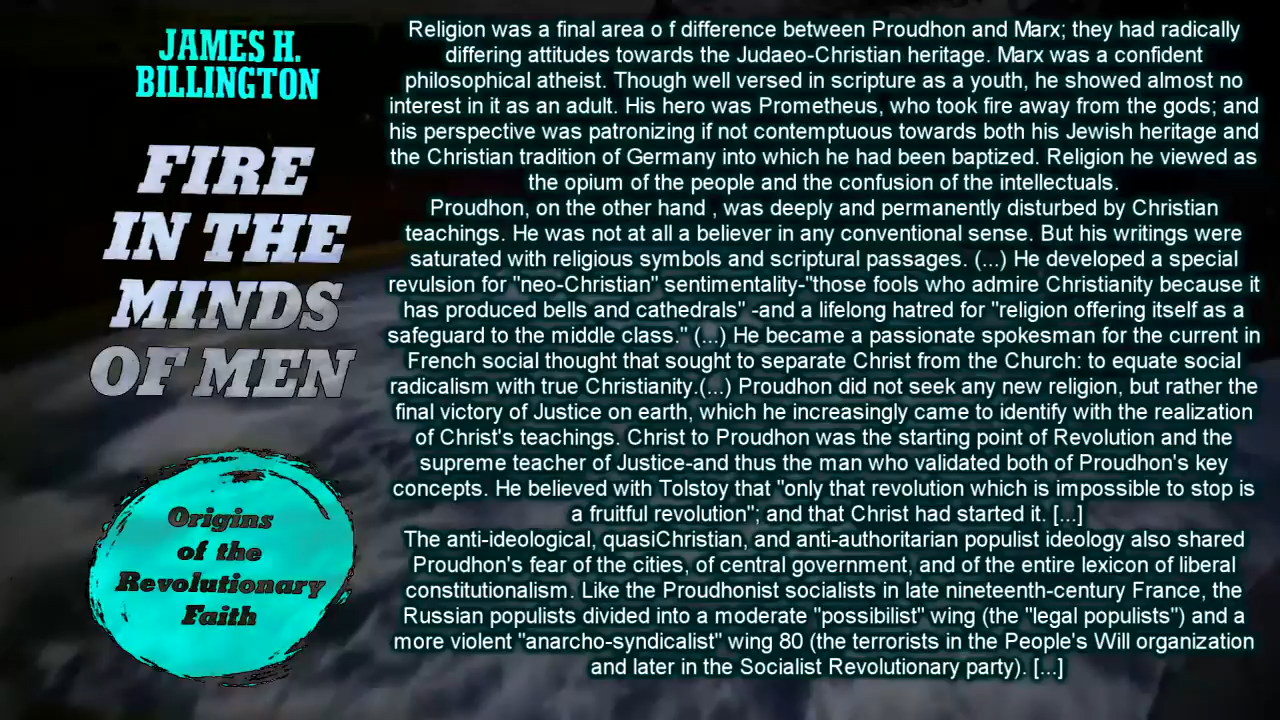 JAMES H.
BILLINGTON
FIRE
IN THE
MINDS
OF MEN
Origins
of the
Revolutionary
Faith
Religion was a final area o f difference between Proudhon and Marx; they had radically
differing attitudes towards the Judaeo-Christian heritage. Marx was a confident
philosophical atheist. Though well versed in scripture as a youth, he showed almost no
interest in it as an adult. His hero was Prometheus, who took fire away from the gods; and
his perspective was patronizing if not contemptuous towards both his Jewish heritage and
the Christian tradition of Germany into which he had been baptized. Religion he viewed as
the opium of the people and the confusion of the intellectuals.
Proudhon, on the other hand , was deeply and permanently disturbed by Christian
teachings. He was not at all a believer in any conventional sense. But his writings were
saturated with religious symbols and scriptural passages. (...) He developed a special
revulsion for "neo-Christian" sentimentality-"those fools who admire Christianity because it
has produced bells and cathedrals" -and a lifelong hatred for "religion offering itself as a
safeguard to the middle class." (...) He became a passionate spokesman for the current in
French social thought that sought to separate Christ from the Church: to equate social
radicalism with true Christianity.(...) Proudhon did not seek any new religion, but rather the
final victory of Justice on earth, which he increasingly came to identify with the realization
of Christ's teachings. Christ to Proudhon was the starting point of Revolution and the
supreme teacher of Justice-and thus the man who validated both of Proudhon's key
concepts. He believed with Tolstoy that "only that revolution which is impossible to stop is
a fruitful revolution"; and that Christ had started it. [...]
The anti-ideological, quasiChristian, and anti-authoritarian populist ideology also shared
Proudhon's fear of the cities, of central government, and of the entire lexicon of liberal
constitutionalism. Like the Proudhonist socialists in late nineteenth-century France, the
Russian populists divided into a moderate "possibilist" wing (the "legal populists") and a
more violent "anarcho-syndicalist" wing 80 (the terrorists in the People's Will organization
and later in the Socialist Revolutionary party). [...]